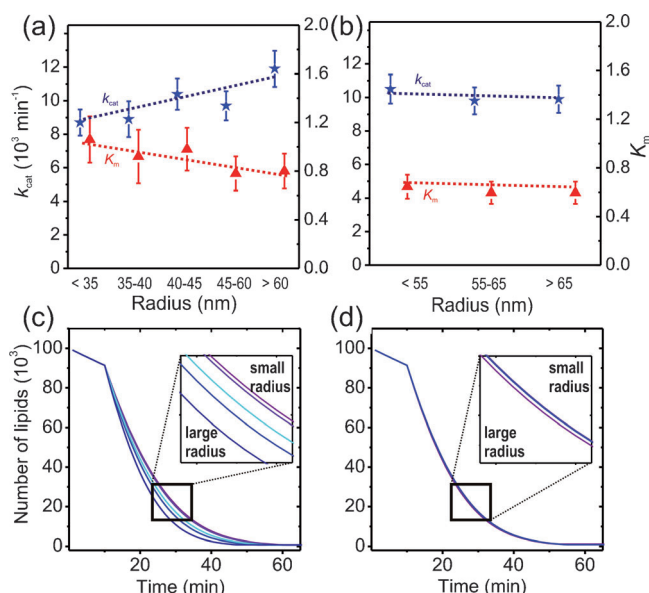 (a)
2.0
1.6
1.2
0.8
0.4
0.0
14
12
10
8
6
4
2
0
k_cat (10³ min⁻¹)
k_cat
K_m
< 35 35-40 40-45 45-60 > 60
Radius (nm)
(b)
14
12
10
8
6
4
2
0
2.0
1.6
1.2
0.8
0.4
0.0
K_m
k_cat
K_m
< 55 55-65 > 65
Radius (nm)
(c)
100
80
60
40
20
0
Number of lipids (10³)
small
radius
large
radius
20 40 60
Time (min)
(d)
100
80
60
40
20
0
small
radius
large
radius
20 40 60
Time (min)